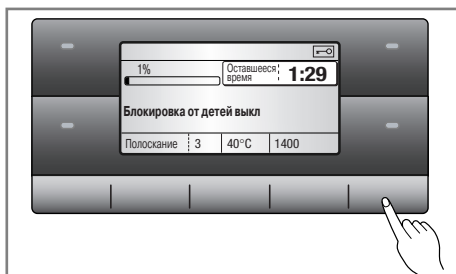 1%
Оставшееся
время 1:29
Блокировка от детей выкл
Полоскание 3 40°C 1400